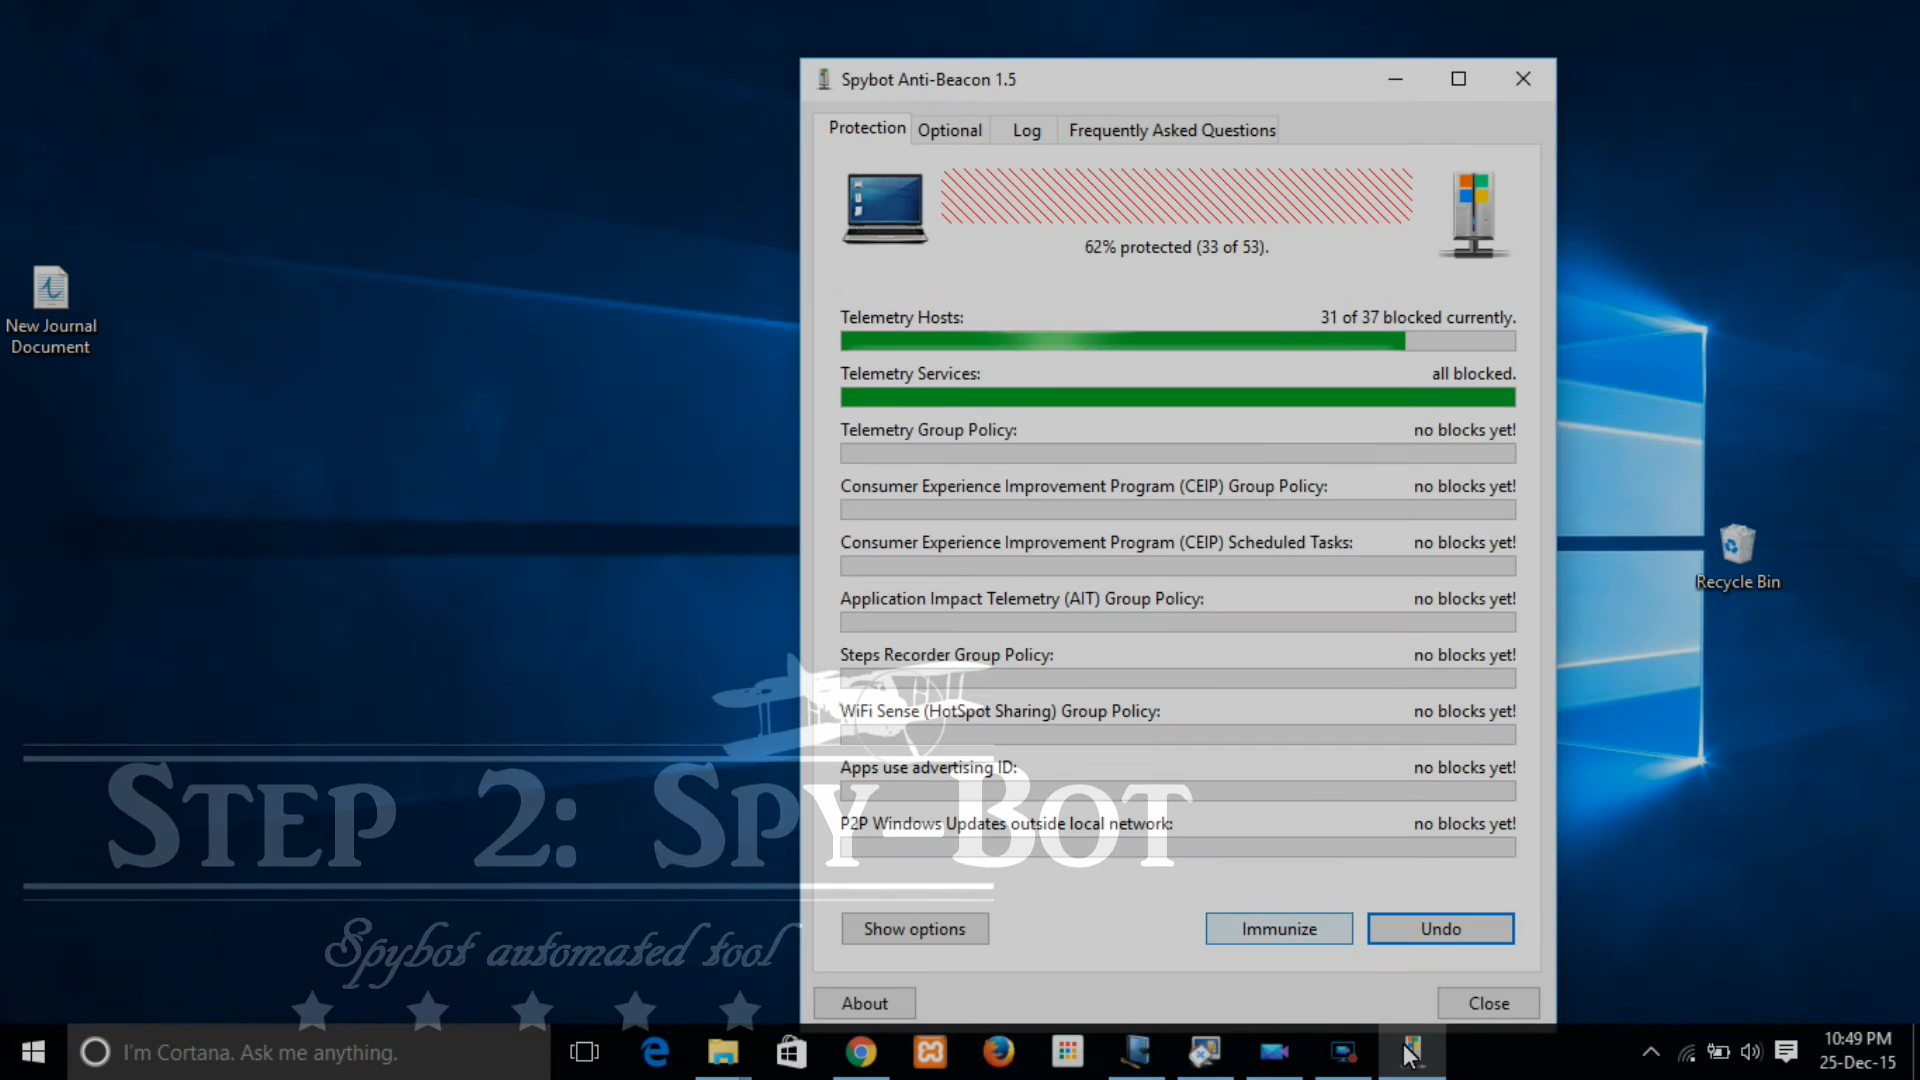 Spybot Anti-Beacon 1.5
Protection
Optional
Log
Frequently Asked Questions
62% protected (33 of 53).
Telemetry Hosts: 31 of 37 blocked currently.
Telemetry Services: all blocked.
Telemetry Group Policy: no blocks yet!
Consumer Experience Improvement Program (CEIP) Group Policy: no blocks yet!
Consumer Experience Improvement Program (CEIP) Scheduled Tasks: no blocks yet!
Application Impact Telemetry (AIT) Group Policy: no blocks yet!
Steps Recorder Group Policy: no blocks yet!
WiFi Sense (HotSpot Sharing) Group Policy: no blocks yet!
Apps use advertising ID: no blocks yet!
P2P Windows Updates outside local network: no blocks yet!
Show options
Immunize
Undo
About
Close
New Journal
Document
Recycle Bin
Step 2: Spy-Bot
Spybot automated tool
I'm Cortana. Ask me anything.
10:49 PM
25-Dec-15